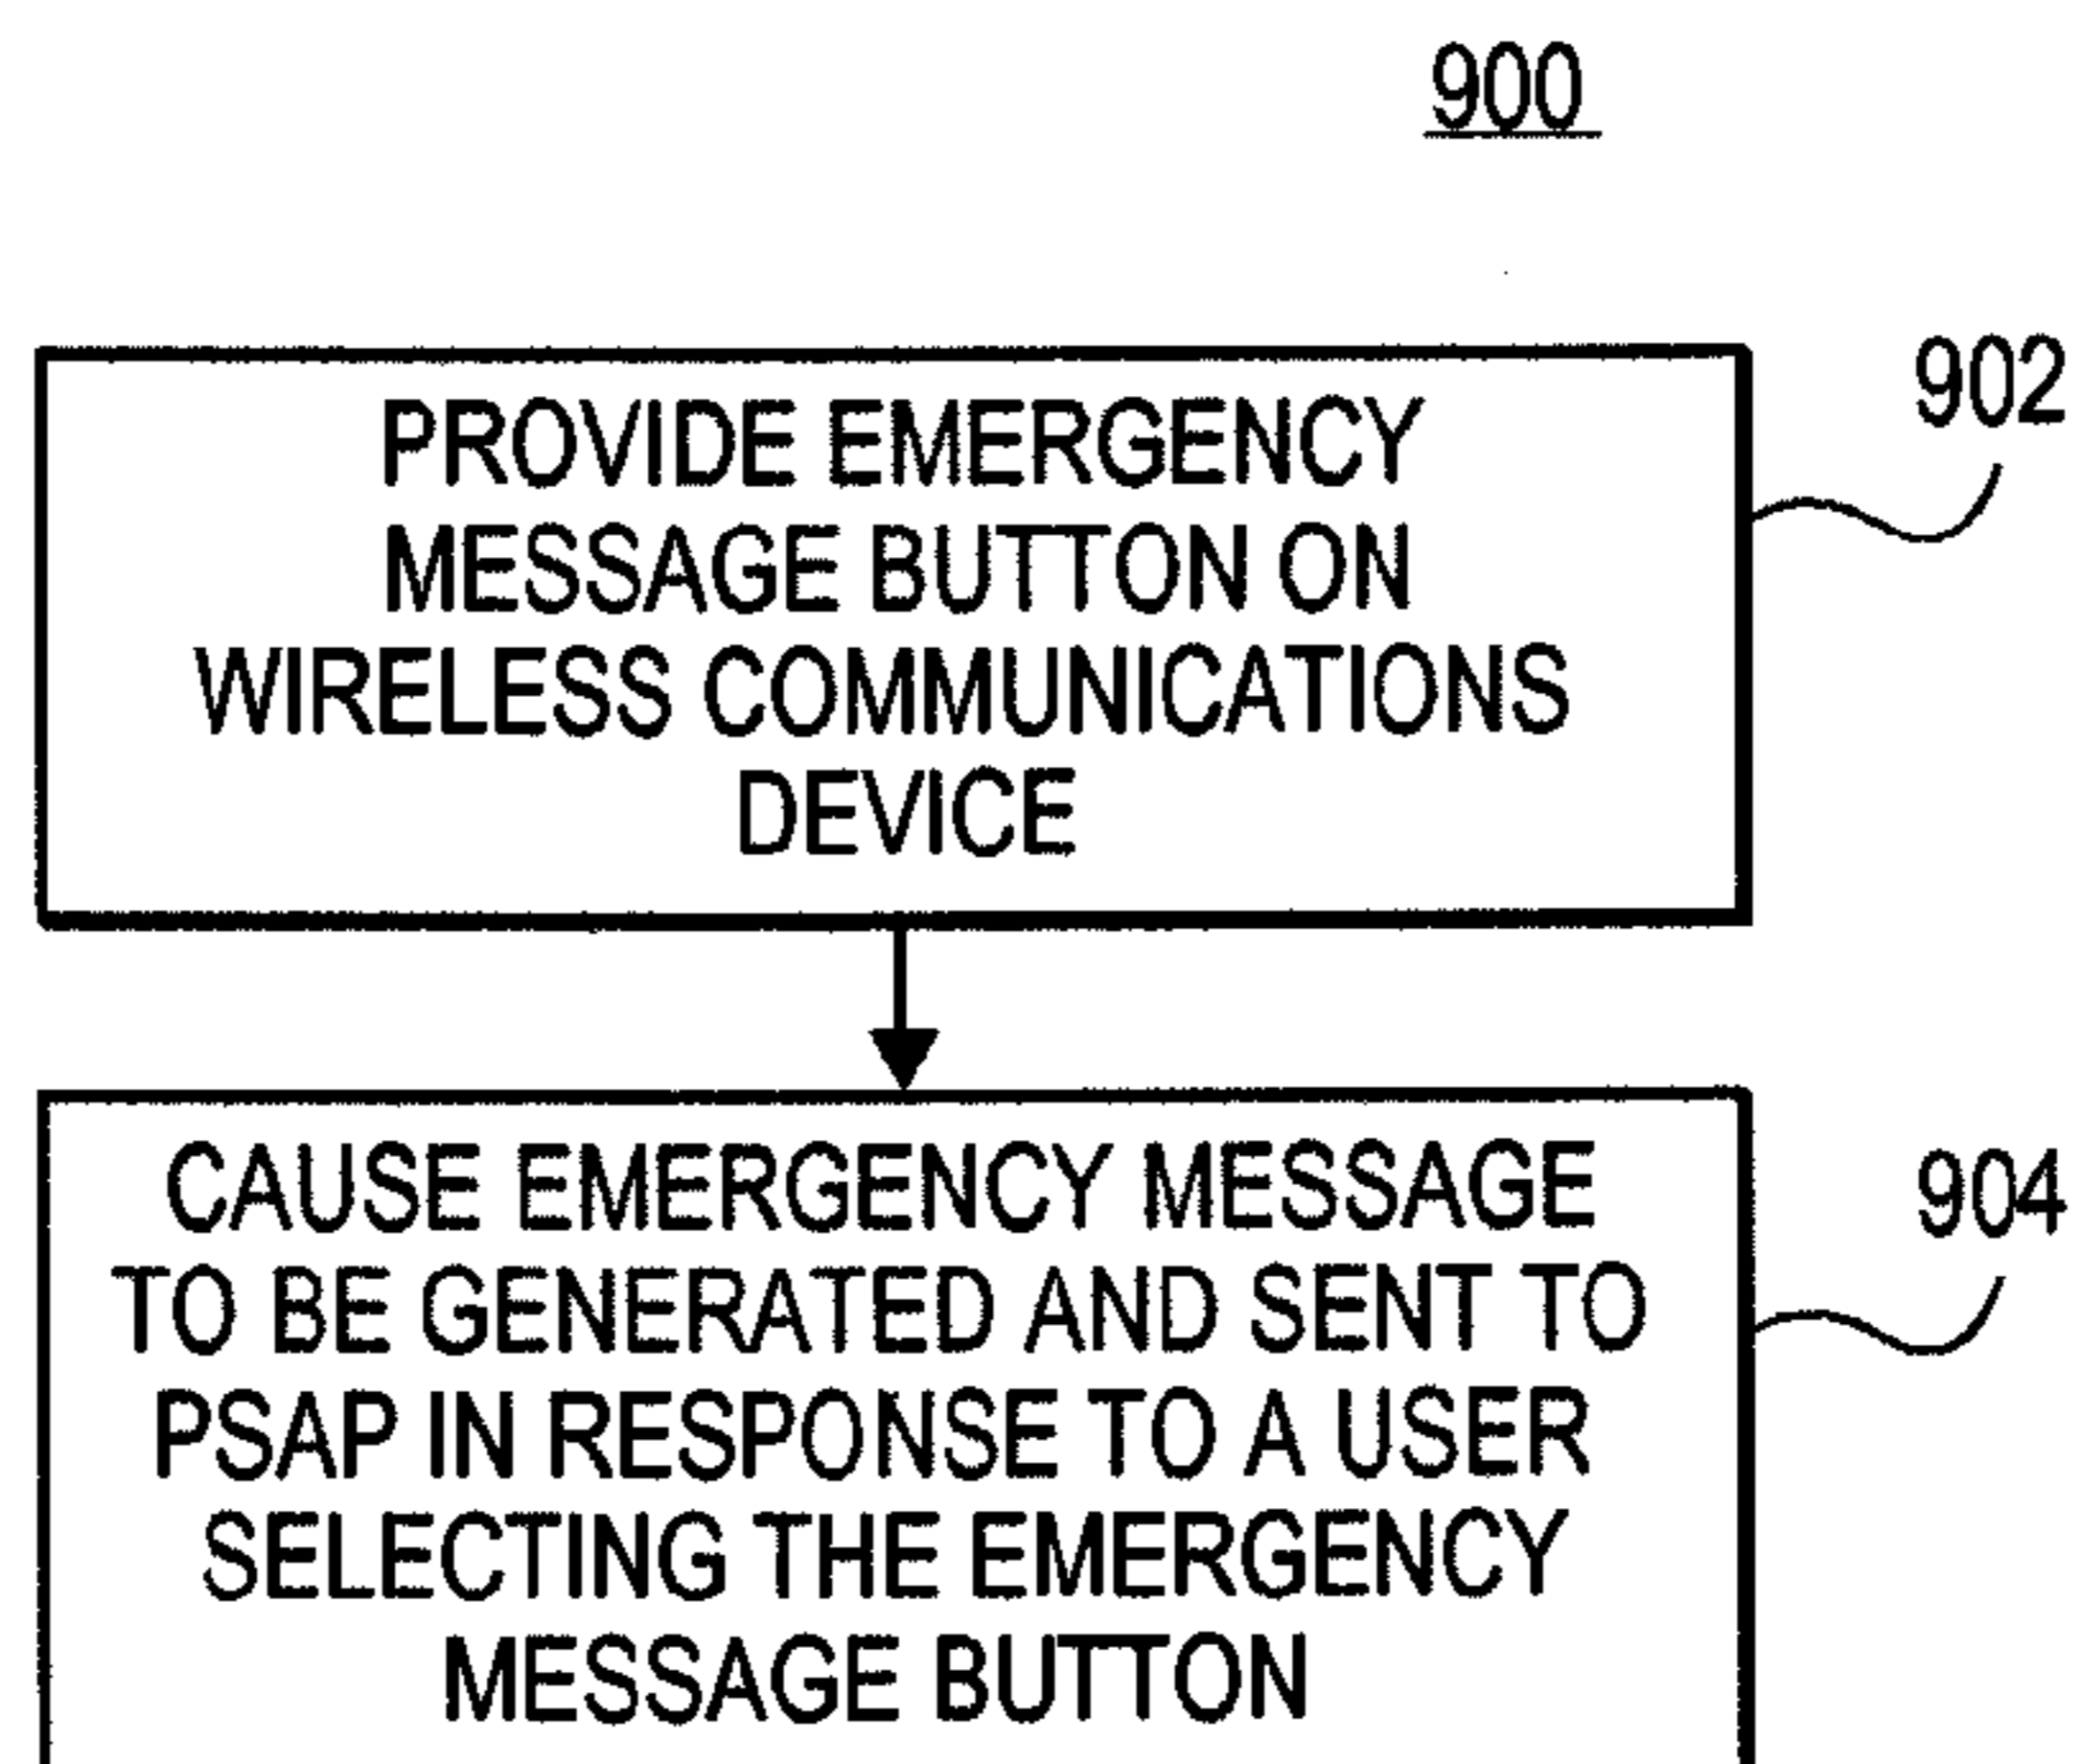 900
902
PROVIDE EMERGENCY
MESSAGE BUTTON ON
WIRELESS COMMUNICATIONS
DEVICE
904
CAUSE EMERGENCY MESSAGE
TO BE GENERATED AND SENT TO
PSAP IN RESPONSE TO A USER
SELECTING THE EMERGENCY
MESSAGE BUTTON